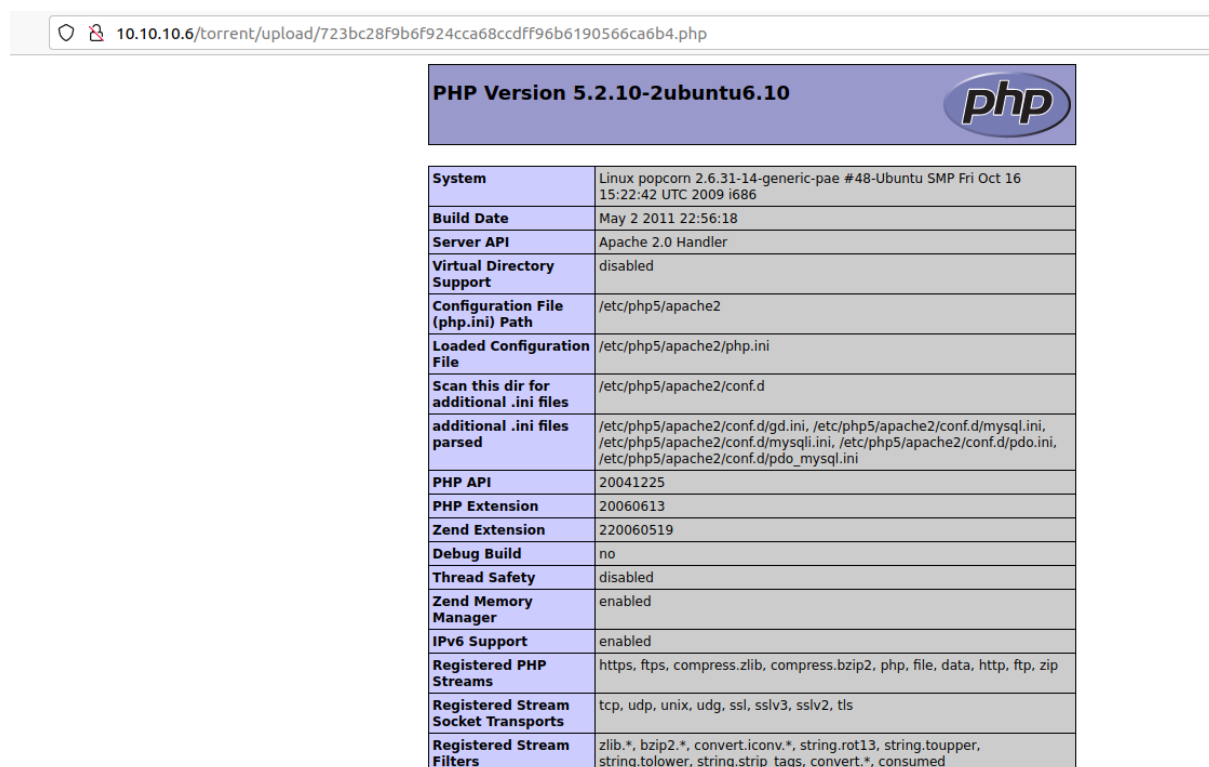 10.10.10.6/torrent/upload/723bc28f9b6f924cca68ccdff96b6190566ca6b4.php
PHP Version 5.2.10-2ubuntu6.10
php
System Linux popcorn 2.6.31-14-generic-pae #48-Ubuntu SMP Fri Oct 16
15:22:42 UTC 2009 i686
Build Date May 2 2011 22:56:18
Server API Apache 2.0 Handler
Virtual Directory disabled
Support
Configuration File /etc/php5/apache2
(php.ini) Path
Loaded Configuration /etc/php5/apache2/php.ini
File
Scan this dir for /etc/php5/apache2/conf.d
additional .ini files
additional .ini files /etc/php5/apache2/conf.d/gd.ini, /etc/php5/apache2/conf.d/mysql.ini,
parsed /etc/php5/apache2/conf.d/mysqli.ini, /etc/php5/apache2/conf.d/pdo.ini,
/etc/php5/apache2/conf.d/pdo_mysql.ini
PHP API 20041225
PHP Extension 20060613
Zend Extension 220060519
Debug Build no
Thread Safety disabled
Zend Memory enabled
Manager
IPv6 Support enabled
Registered PHP https, ftps, compress.zlib, compress.bzip2, php, file, data, http, ftp, zip
Streams
Registered Stream tcp, udp, unix, udg, ssl, sslv3, sslv2, tls
Socket Transports
Registered Stream zlib.*, bzip2.*, convert.iconv.*, string.rot13, string.toupper,
Filters string.tolower, string.strip_tags, convert.*, consumed